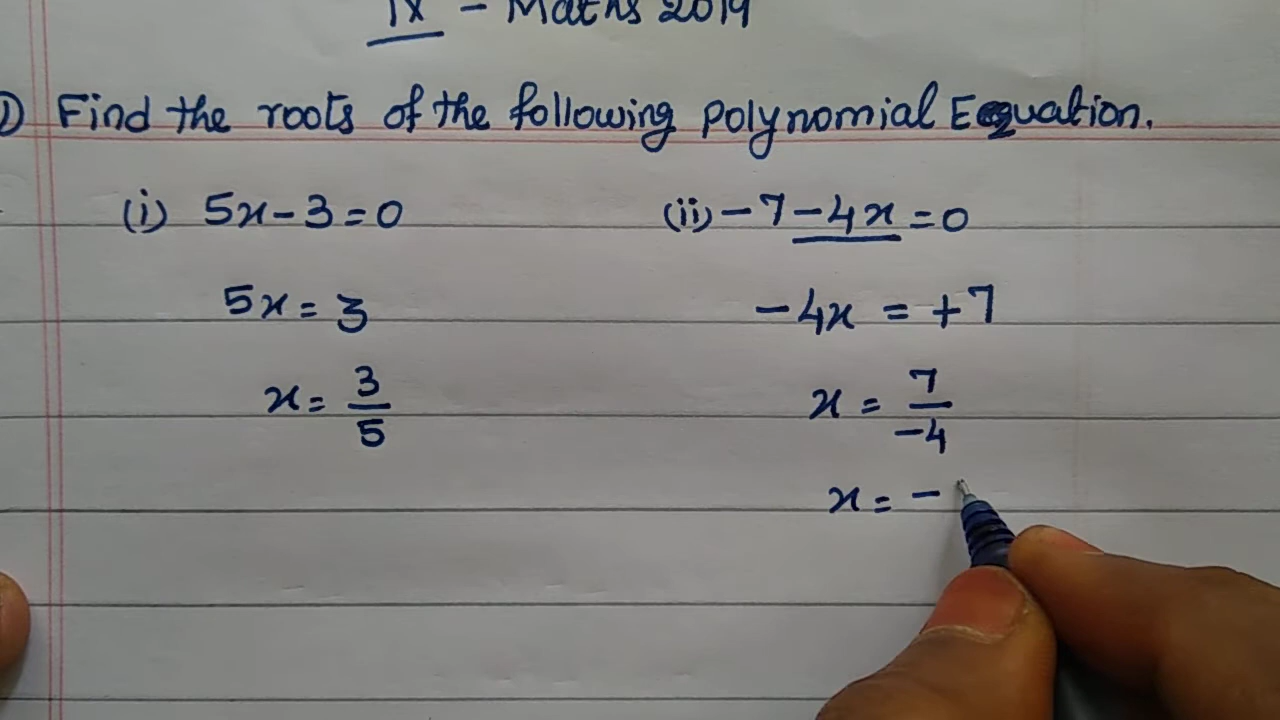 IX - Maths 2019
1) Find the roots of the following Polynomial Equation.
(i) 5x - 3 = 0
5x = 3
x = 3/5
(ii) -7 - 4x = 0
-4x = +7
x = 7/-4
x = -